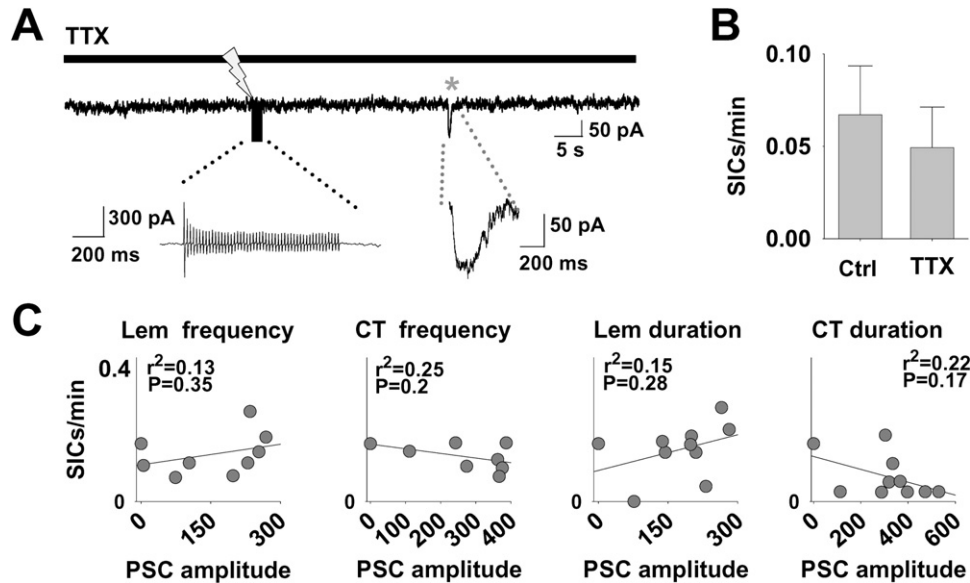 A
TTX
*
50 pA
5 s
300 pA
200 ms
50 pA
200 ms
B
SICs/min
0.10
0.05
0.00
Ctrl TTX
C
Lem frequency
r²=0.13
P=0.35
SICs/min
0.4
0
0 150 300
PSC amplitude
CT frequency
r²=0.25
P=0.2
0
0 200 400
PSC amplitude
Lem duration
r²=0.15
P=0.28
0
0 150 300
PSC amplitude
CT duration
r²=0.22
P=0.17
0
0 200 400 600
PSC amplitude